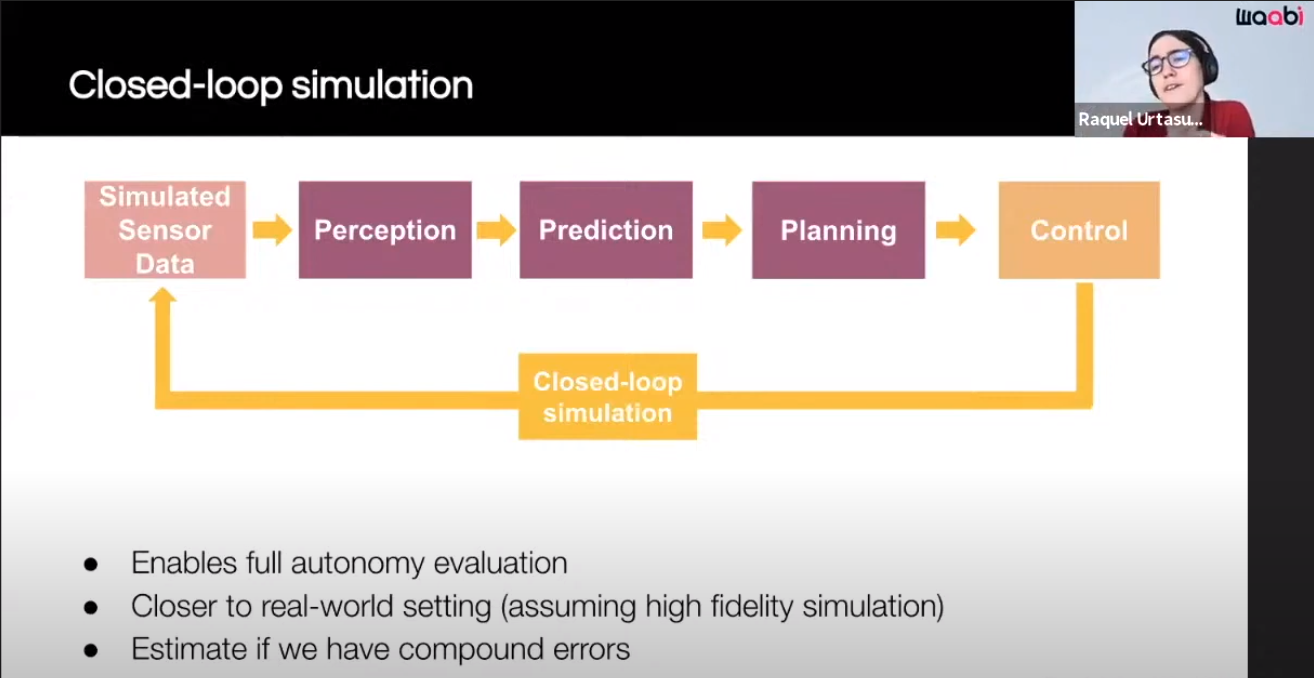 waabi
Closed-loop simulation
Raquel Urtasu...
Simulated
Sensor
Data
Perception
Prediction
Planning
Control
Closed-loop
simulation
● Enables full autonomy evaluation
● Closer to real-world setting (assuming high fidelity simulation)
● Estimate if we have compound errors